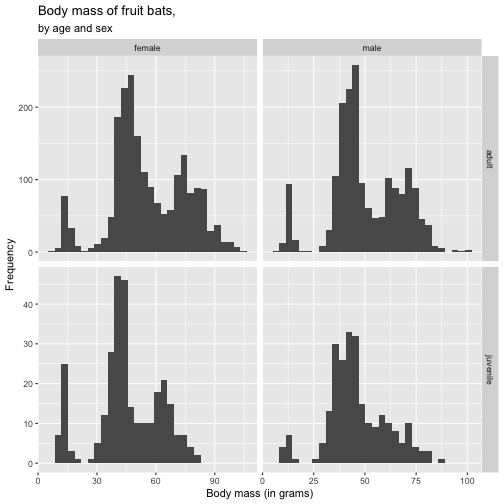 Body mass of fruit bats,
by age and sex
female
male
200
100
0
adult
Frequency
40
30
20
10
0
juvenile
0
30
60
90
0
25
50
75
100
Body mass (in grams)